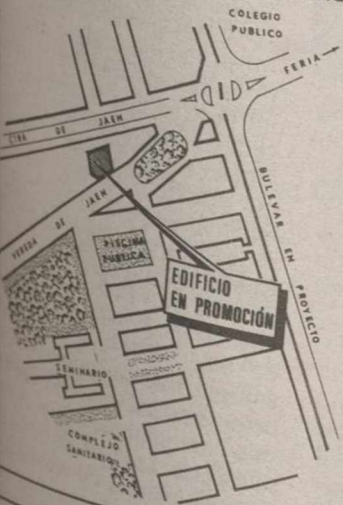 COLEGIO
PUBLICO
FERIA
CTRA DE JAEN
VEREDA DE JAEN
BULEVAR EN PROYECTO
PISCINA
PUBLICA
EDIFICIO
EN PROMOCIÓN
SEMINARIO
COMPLEJO
SANITARIO